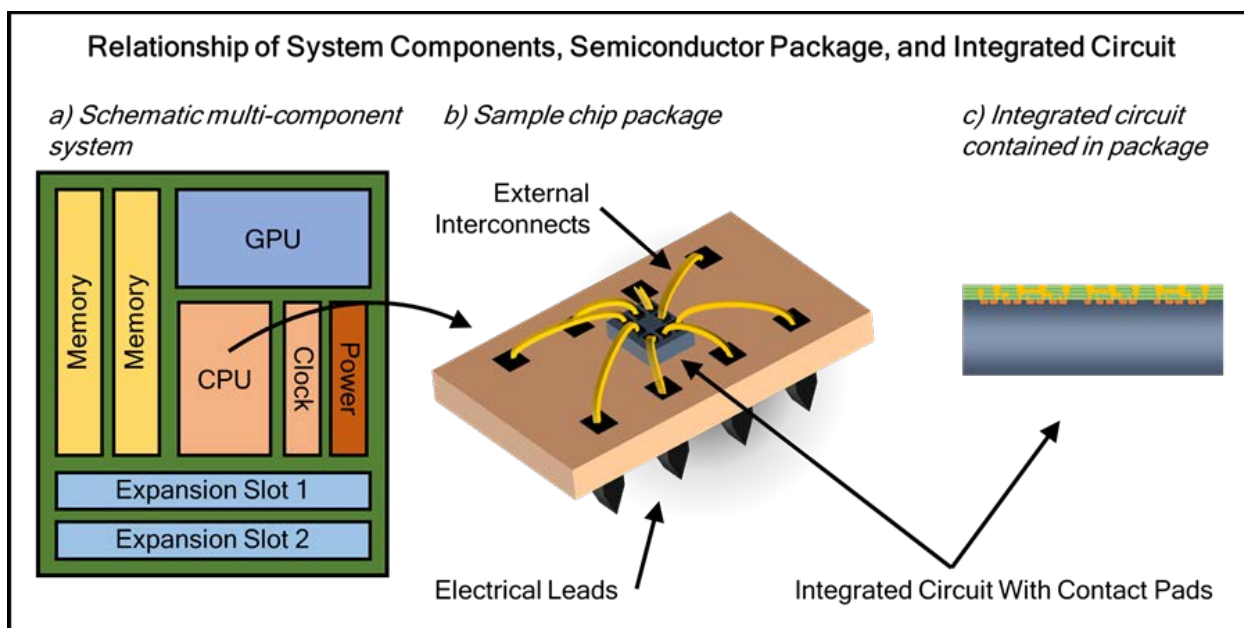 Relationship of System Components, Semiconductor Package, and Integrated Circuit
a) Schematic multi-component
system
b) Sample chip package
c) Integrated circuit
contained in package
Memory
Memory
GPU
CPU
Clock
Power
Expansion Slot 1
Expansion Slot 2
External
Interconnects
Electrical Leads
Integrated Circuit With Contact Pads